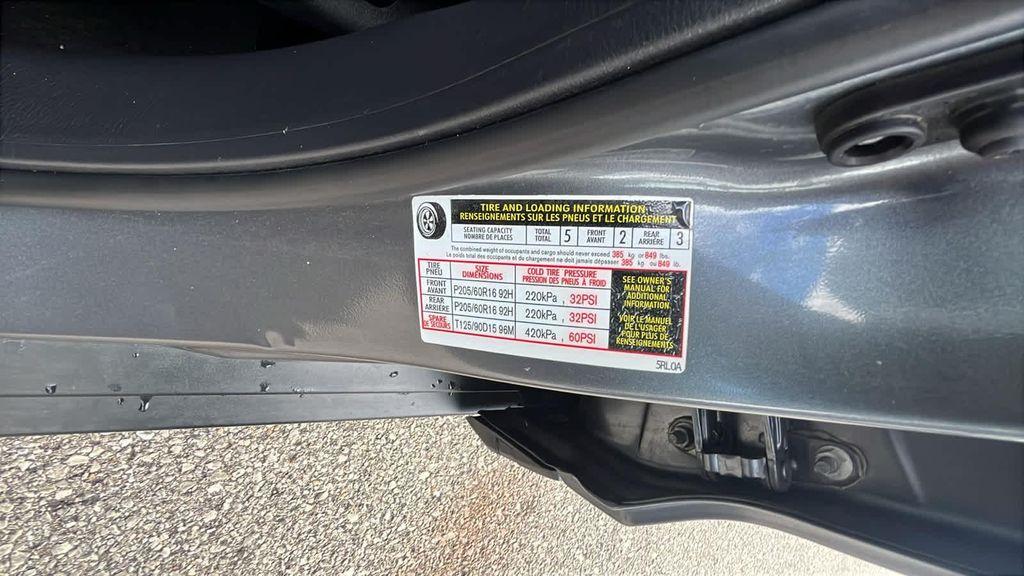 TIRE AND LOADING INFORMATION
RENSEIGNEMENTS SUR LES PNEUS ET LE CHARGEMENT
SEATING CAPACITY TOTAL 5 FRONT 2 REAR 3
NOMBRE DE PLACES TOTAL AVANT ARRIÈRE
The combined weight of occupants and cargo should never exceed 385 kg or 849 lbs.
Le poids total des occupants et du chargement ne doit jamais dépasser 385 kg ou 849 lb.
TIRE SIZE COLD TIRE PRESSURE
PNEU DIMENSIONS PRESSION DES PNEUS À FROID
FRONT
AVANT P205/60R16 92H 220kPa , 32PSI
REAR
ARRIÈRE P205/60R16 92H 220kPa , 32PSI
SPARE
DE SECOURS T125/90D15 96M 420kPa , 60PSI
SEE OWNER'S
MANUAL FOR
ADDITIONAL
INFORMATION
VOIR LE MANUEL
DE L'USAGER
POUR PLUS DE
RENSEIGNEMENTS
5RL0A